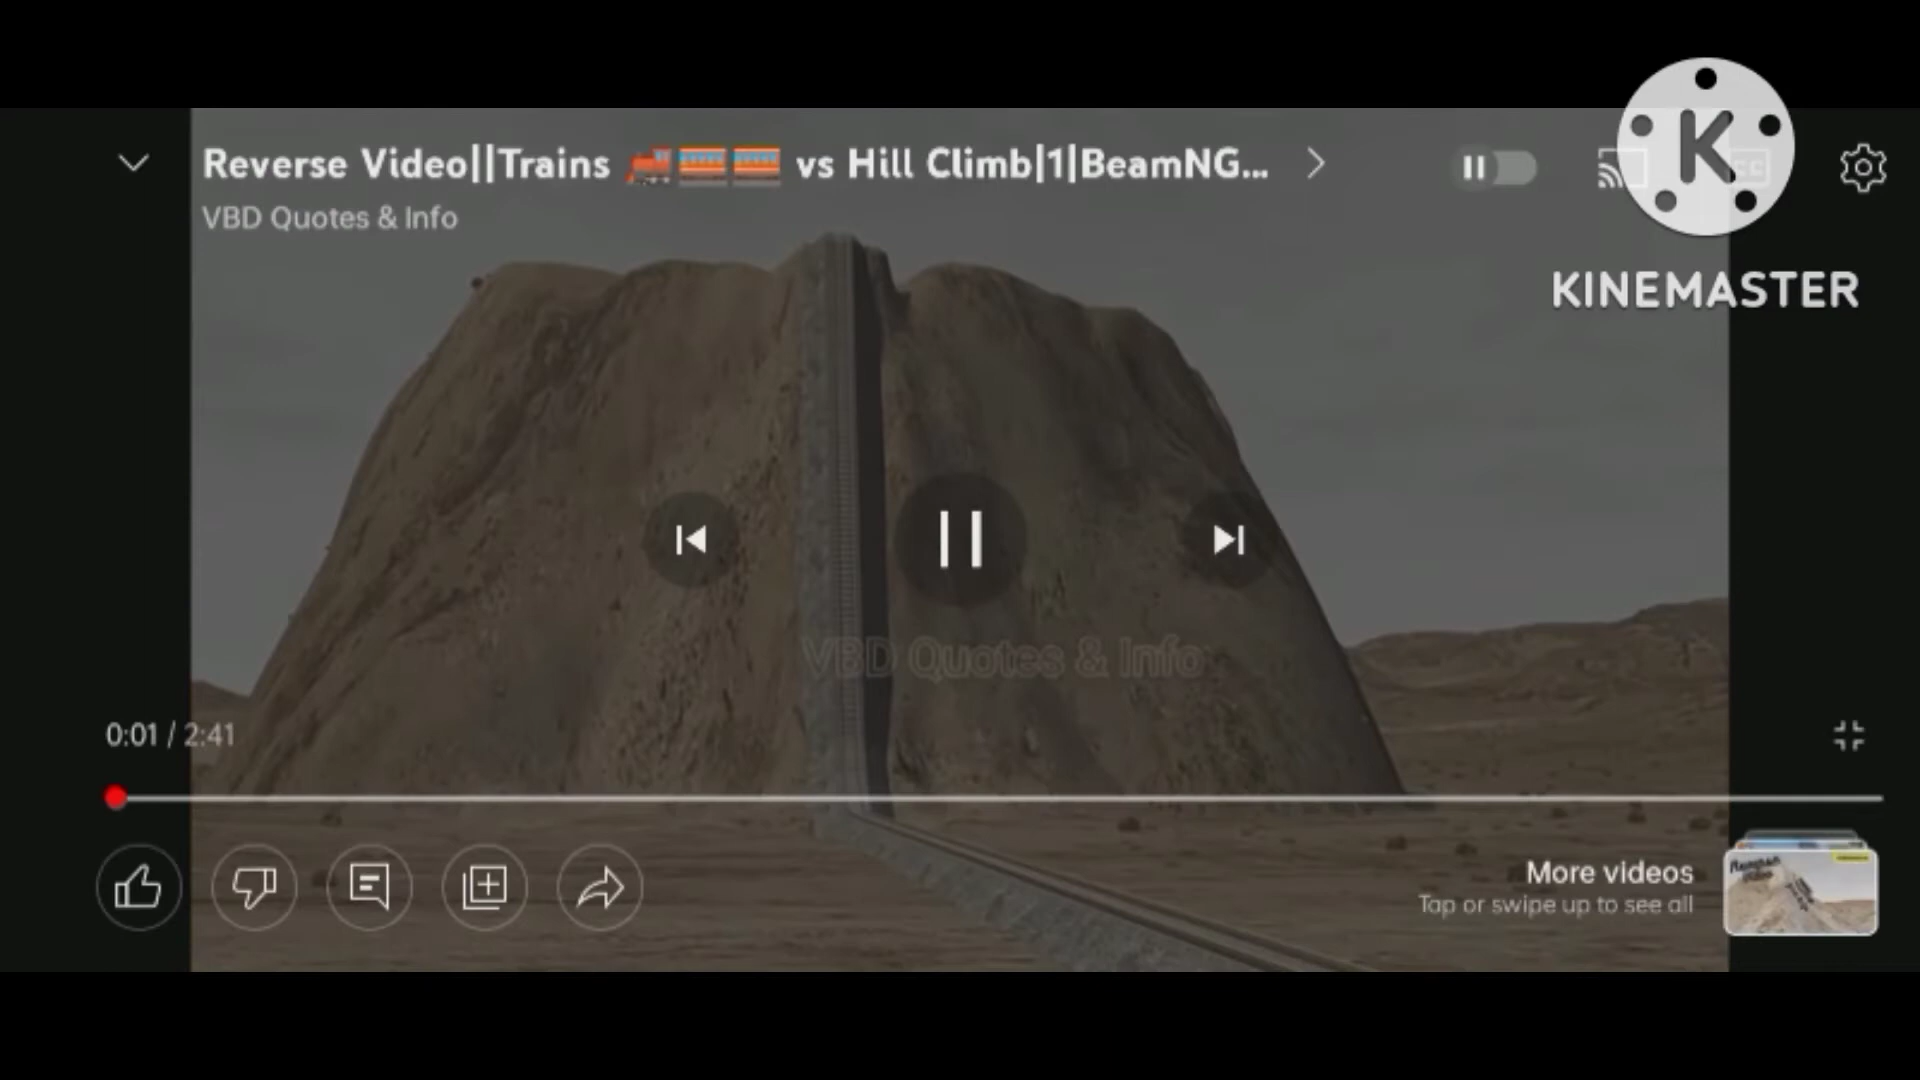 Reverse Video||Trains 🚂🚃🚃 vs Hill Climb|1|BeamNG...
VBD Quotes & Info
K
CC
KINEMASTER
VBD Quotes & Info
0:01 / 2:41
More videos
Tap or swipe up to see all